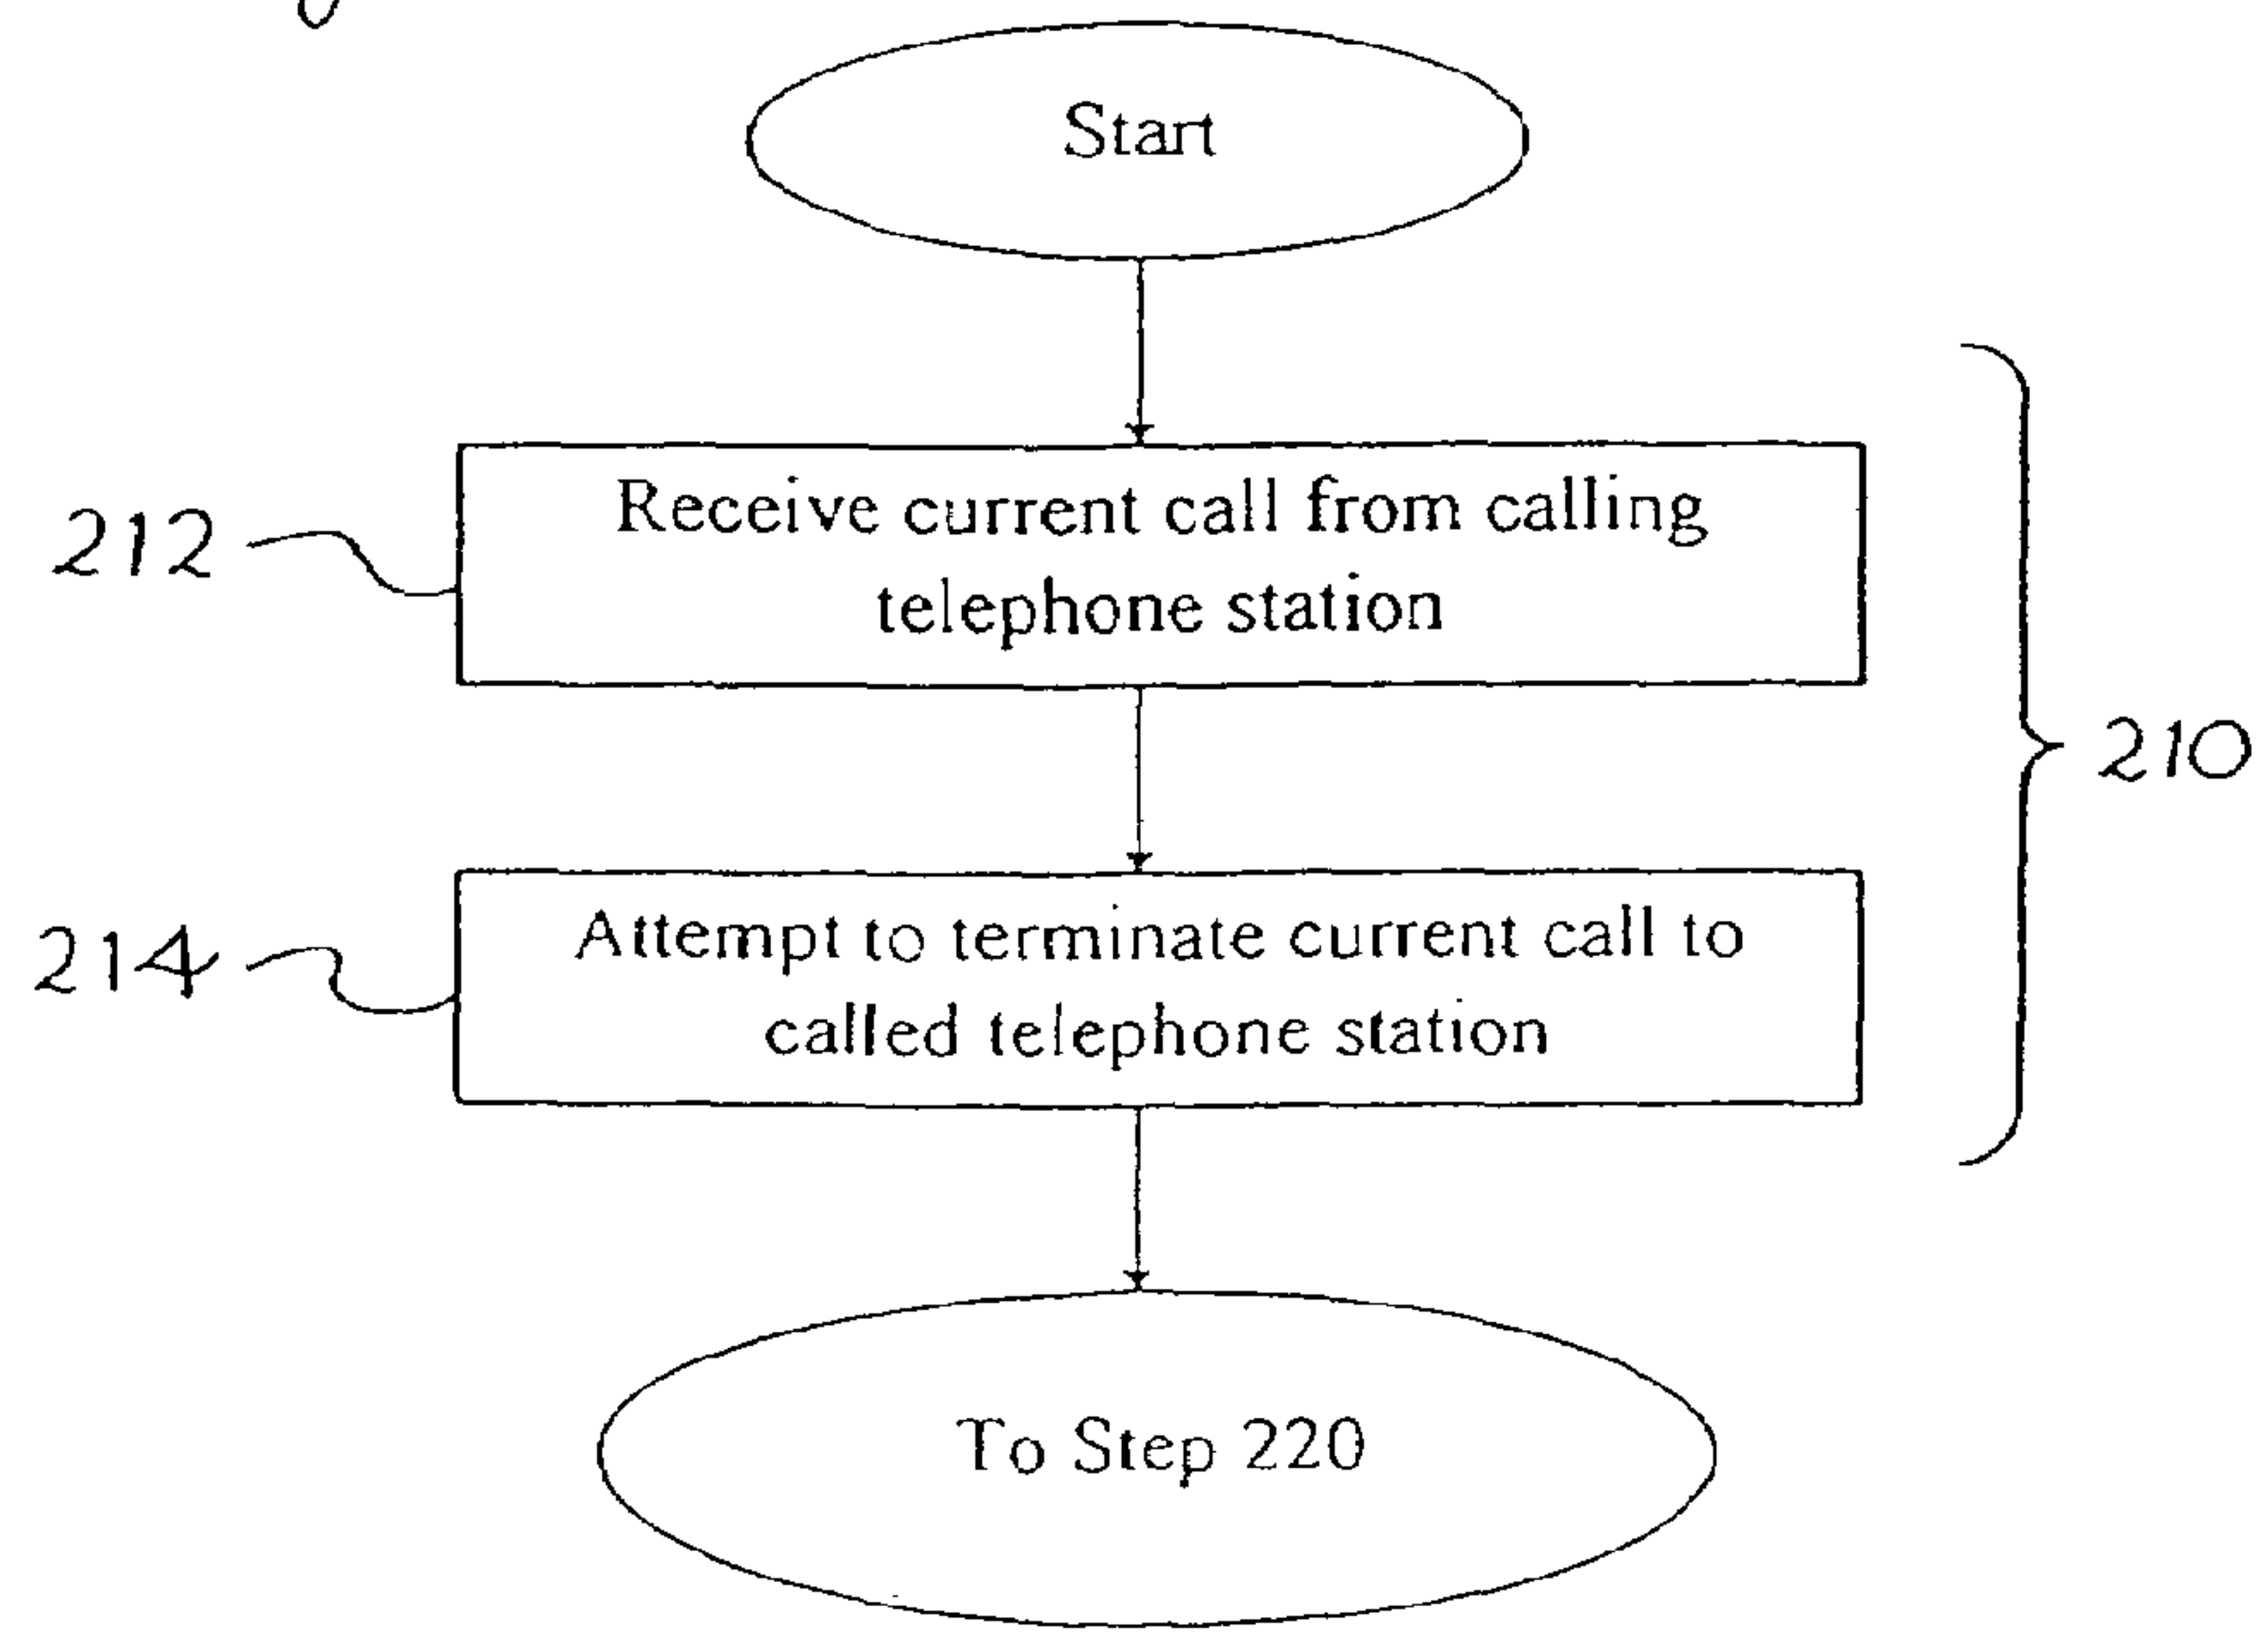 Start
212
Receive current call from calling
telephone station
210
214
Attempt to terminate current call to
called telephone station
To Step 220